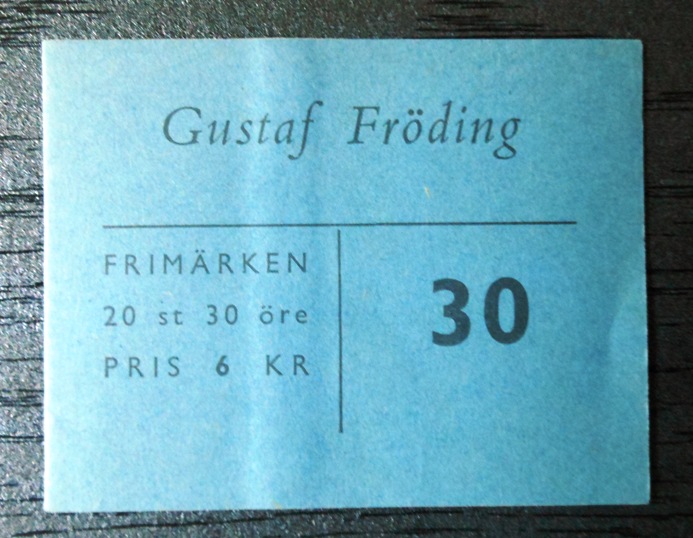 Gustaf Fröding
FRIMÄRKEN
20 st 30 öre
PRIS 6 KR
30